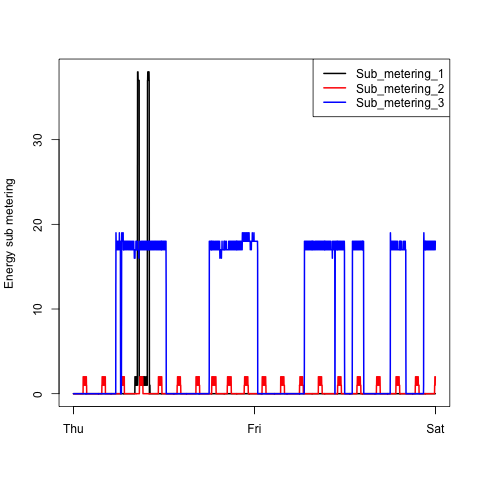 Sub_metering_1
Sub_metering_2
Sub_metering_3
Energy sub metering
30
20
10
0
Thu Fri Sat